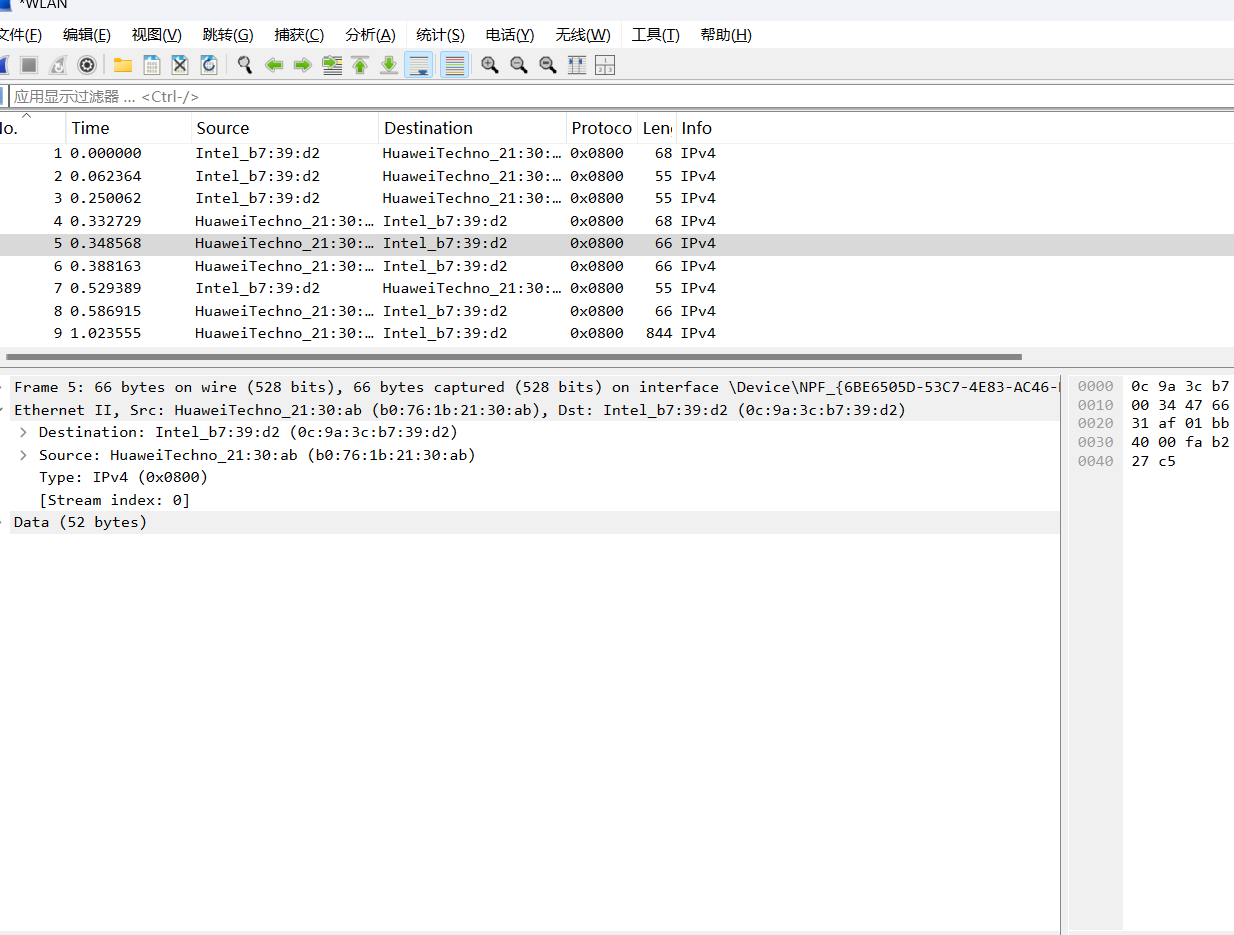 *WLAN
文件(F) 编辑(E) 视图(V) 跳转(G) 捕获(C) 分析(A) 统计(S) 电话(Y) 无线(W) 工具(T) 帮助(H)
应用显示过滤器 … <Ctrl-/>
No. Time Source Destination Protoco Len Info
1 0.000000 Intel_b7:39:d2 HuaweiTechno_21:30:… 0x0800 68 IPv4
2 0.062364 Intel_b7:39:d2 HuaweiTechno_21:30:… 0x0800 55 IPv4
3 0.250062 Intel_b7:39:d2 HuaweiTechno_21:30:… 0x0800 55 IPv4
4 0.332729 HuaweiTechno_21:30:… Intel_b7:39:d2 0x0800 68 IPv4
5 0.348568 HuaweiTechno_21:30:… Intel_b7:39:d2 0x0800 66 IPv4
6 0.388163 HuaweiTechno_21:30:… Intel_b7:39:d2 0x0800 66 IPv4
7 0.529389 Intel_b7:39:d2 HuaweiTechno_21:30:… 0x0800 55 IPv4
8 0.586915 HuaweiTechno_21:30:… Intel_b7:39:d2 0x0800 66 IPv4
9 1.023555 HuaweiTechno_21:30:… Intel_b7:39:d2 0x0800 844 IPv4
Frame 5: 66 bytes on wire (528 bits), 66 bytes captured (528 bits) on interface \Device\NPF_{6BE6505D-53C7-4E83-AC46-
Ethernet II, Src: HuaweiTechno_21:30:ab (b0:76:1b:21:30:ab), Dst: Intel_b7:39:d2 (0c:9a:3c:b7:39:d2)
Destination: Intel_b7:39:d2 (0c:9a:3c:b7:39:d2)
Source: HuaweiTechno_21:30:ab (b0:76:1b:21:30:ab)
Type: IPv4 (0x0800)
[Stream index: 0]
Data (52 bytes)
0000 0c 9a 3c b7
0010 00 34 47 66
0020 31 af 01 bb
0030 40 00 fa b2
0040 27 c5